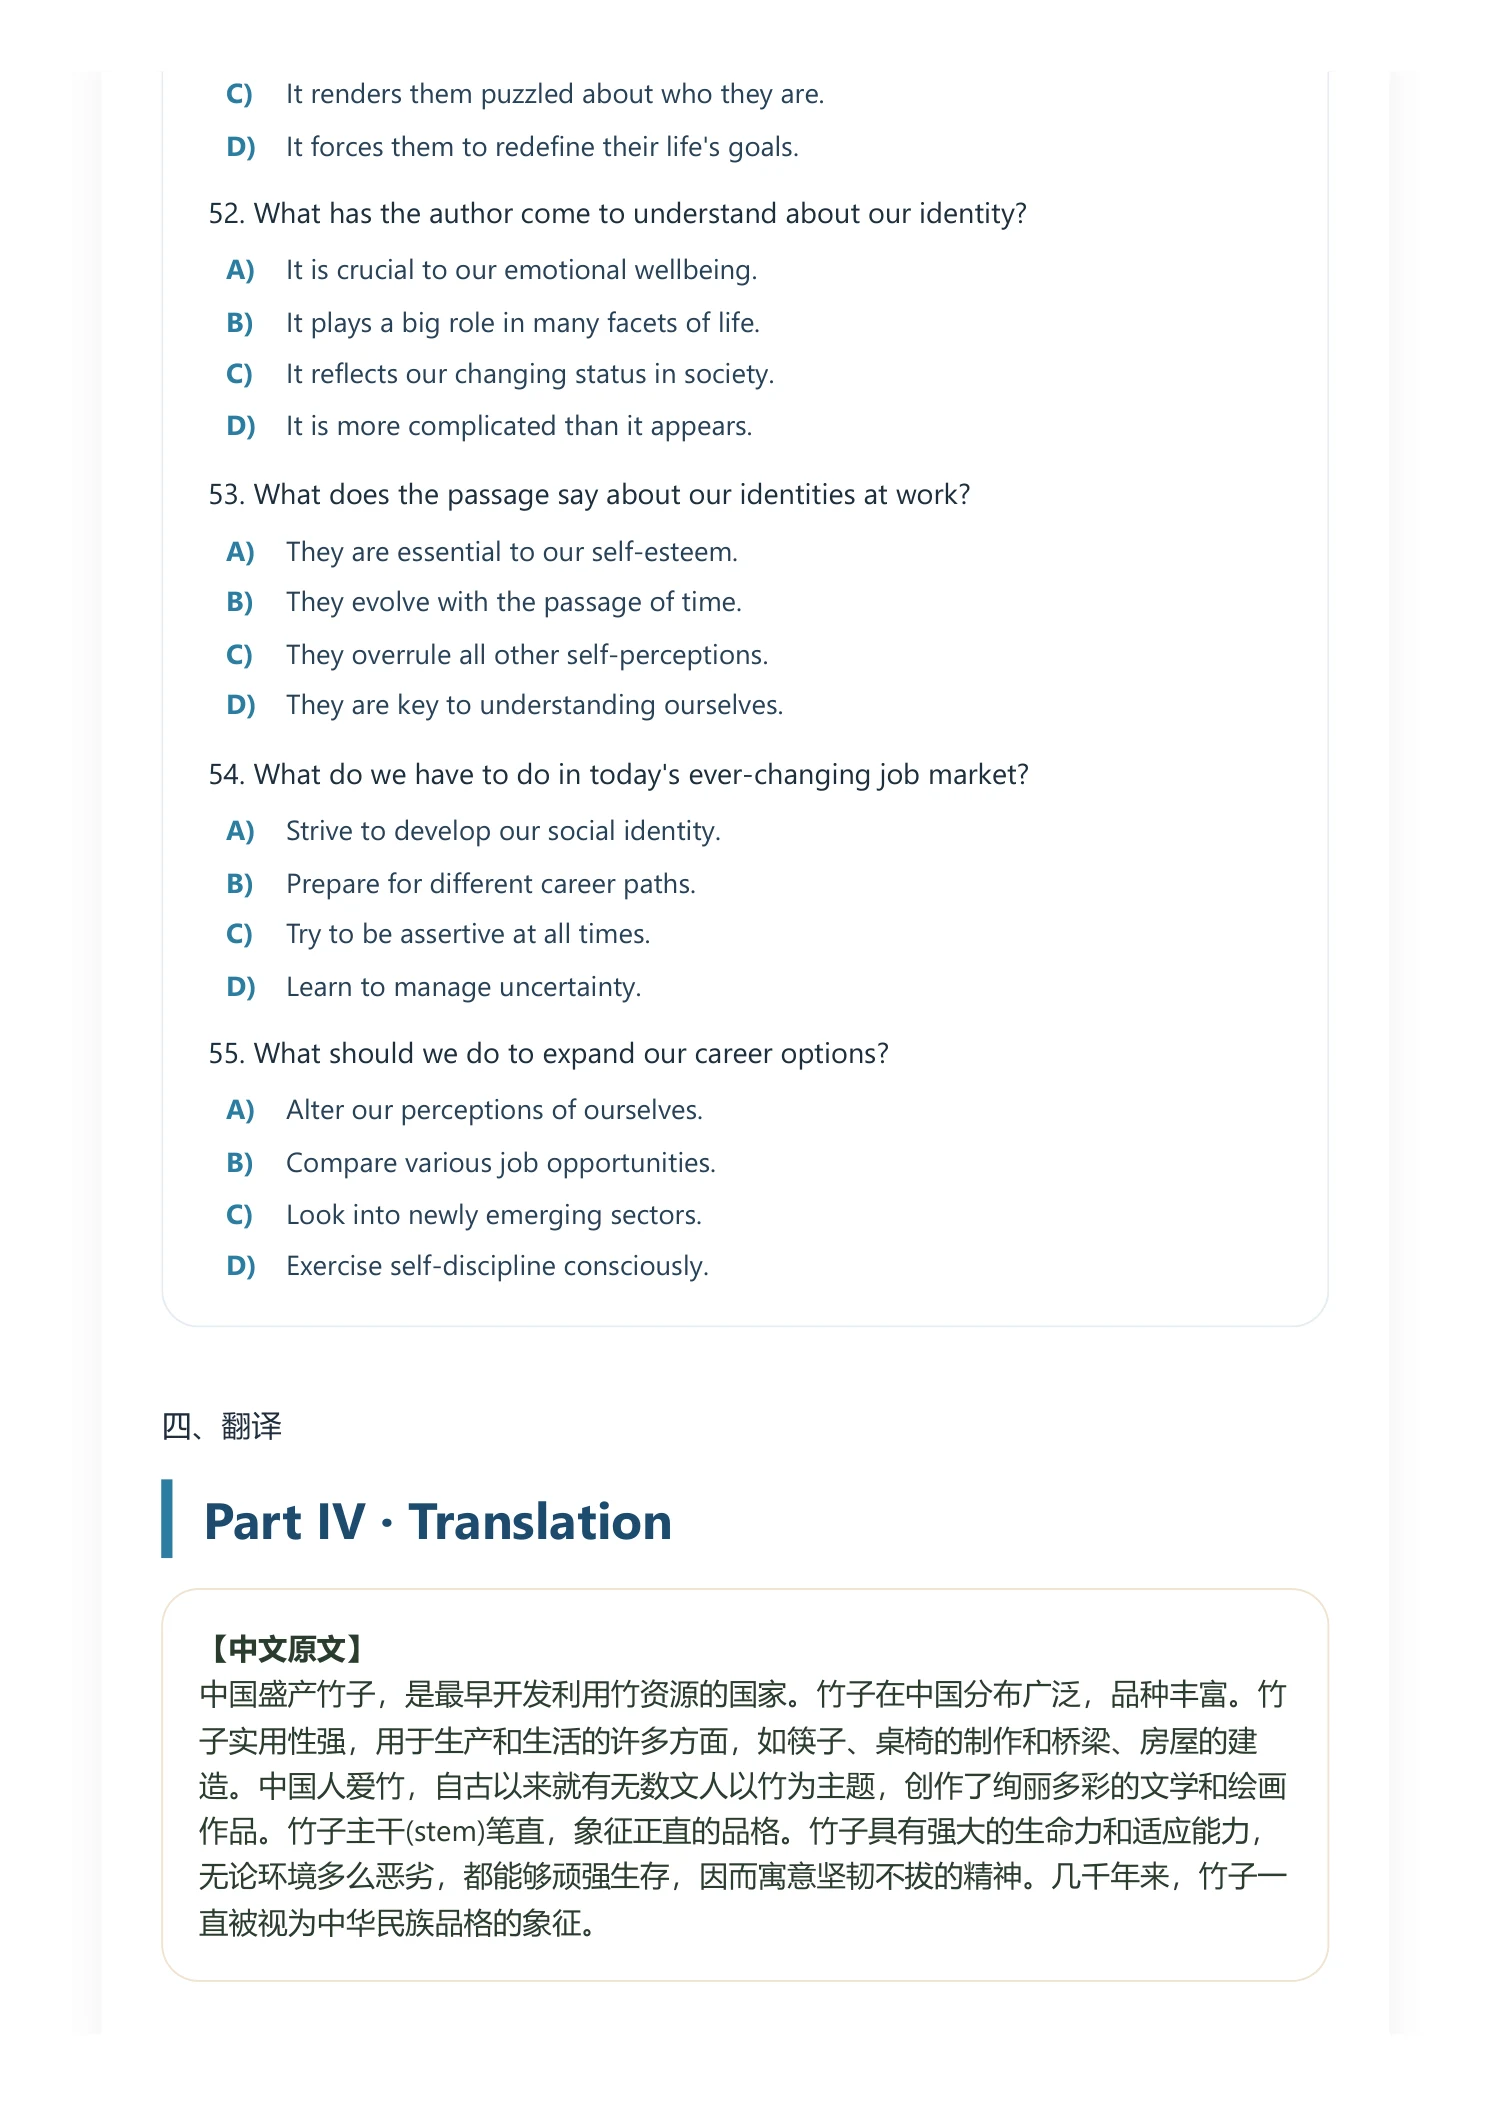 C) It renders them puzzled about who they are.
D) It forces them to redefine their life's goals.
52. What has the author come to understand about our identity?
A) It is crucial to our emotional wellbeing.
B) It plays a big role in many facets of life.
C) It reflects our changing status in society.
D) It is more complicated than it appears.
53. What does the passage say about our identities at work?
A) They are essential to our self-esteem.
B) They evolve with the passage of time.
C) They overrule all other self-perceptions.
D) They are key to understanding ourselves.
54. What do we have to do in today's ever-changing job market?
A) Strive to develop our social identity.
B) Prepare for different career paths.
C) Try to be assertive at all times.
D) Learn to manage uncertainty.
55. What should we do to expand our career options?
A) Alter our perceptions of ourselves.
B) Compare various job opportunities.
C) Look into newly emerging sectors.
D) Exercise self-discipline consciously.
四、翻译
Part IV · Translation
【中文原文】
中国盛产竹子，是最早开发利用竹资源的国家。竹子在中国分布广泛，品种丰富。竹
子实用性强，用于生产和生活的许多方面，如筷子、桌椅的制作和桥梁、房屋的建
造。中国人爱竹，自古以来就有无数文人以竹为主题，创作了绚丽多彩的文学和绘画
作品。竹子主干(stem)笔直，象征正直的品格。竹子具有强大的生命力和适应能力，
无论环境多么恶劣，都能够顽强生存，因而寓意坚韧不拔的精神。几千年来，竹子一
直被视为中华民族品格的象征。